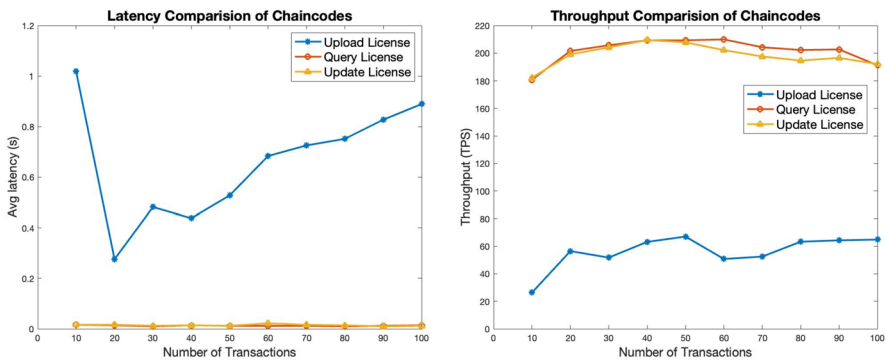 Latency Comparision of Chaincodes
Upload License
Query License
Update License
Avg latency (s)
1.2
1
0.8
0.6
0.4
0.2
0
0 10 20 30 40 50 60 70 80 90 100
Number of Transactions
Throughput Comparision of Chaincodes
Upload License
Query License
Update License
Throughput (TPS)
220
200
180
160
140
120
100
80
60
40
20
0
0 10 20 30 40 50 60 70 80 90 100
Number of Transactions